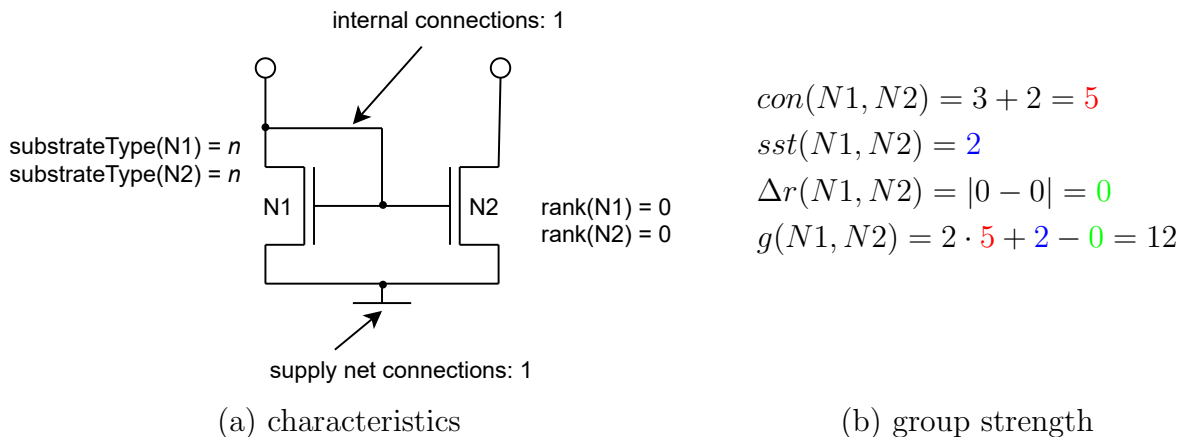 internal connections: 1
substrateType(N1) = n
substrateType(N2) = n
N1
N2
rank(N1) = 0
rank(N2) = 0
supply net connections: 1
(a) characteristics
con(N1, N2) = 3 + 2 = 5
sst(N1, N2) = 2
Δr(N1, N2) = |0 − 0| = 0
g(N1, N2) = 2 · 5 + 2 − 0 = 12
(b) group strength